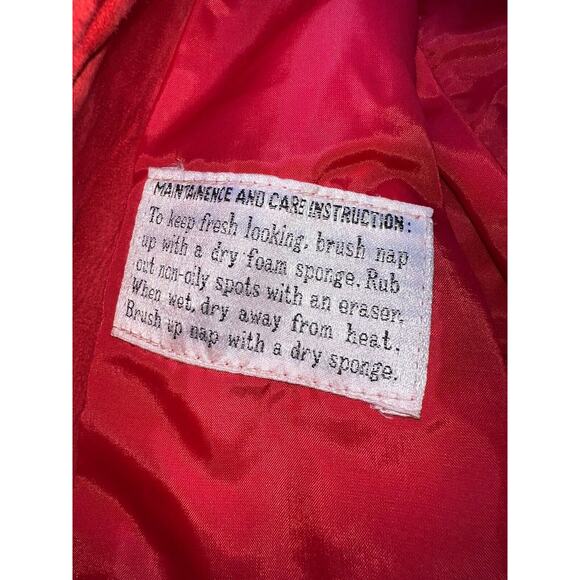 MAINTANENCE AND CARE INSTRUCTION:
To keep fresh looking, brush nap
up with a dry foam sponge. Rub
out non-oily spots with an eraser.
When wet, dry away from heat.
Brush up nap with a dry sponge.